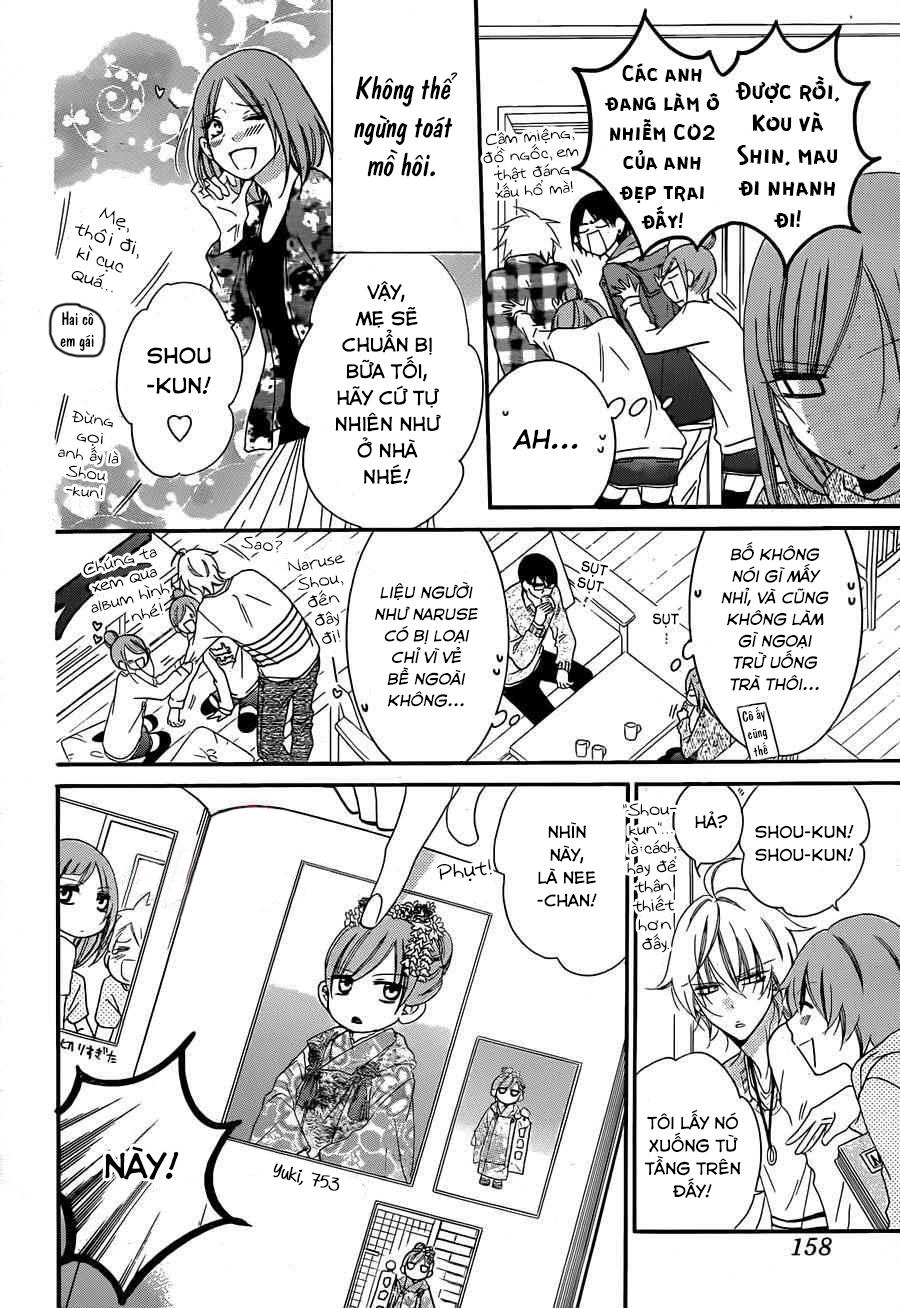 ĐƯỢC RỒI,
KOU VÀ
SHIN, MAU
ĐI NHANH
ĐI!
CÁC ANH
ĐANG LÀM Ô
NHIỄM CO2
CỦA ANH
ĐẸP TRAI
ĐẤY!
Câm miệng,
đồ ngốc, em
thật đáng
xấu hổ mà!
AH...
Không thể
ngừng toát
mồ hôi.
VẬY,
MẸ SẼ
CHUẨN BỊ
BỮA TỐI,
HÃY CỨ TỰ
NHIÊN NHƯ
Ở NHÀ
NHÉ!
SHOU
-KUN!
Mẹ,
thôi đi,
kì cục
quá...
Hai cô
em gái
Đừng
gọi
anh ấy là
Shou
-kun!
BỐ KHÔNG
NÓI GÌ MẤY
NHỈ, VÀ CŨNG
KHÔNG LÀM
GÌ NGOẠI
TRỪ UỐNG
TRÀ THÔI...
Cô ấy
cũng
thế
SỤT
SỤT!
SỤT
...
LIỆU NGƯỜI
NHƯ NARUSE
CÓ BỊ LOẠI
CHỈ VÌ VẺ
BỀ NGOÀI
KHÔNG...
Naruse
Shou,
đến
đây
đi!
Sao?
Chúng ta
xem qua
album hình
nhé!
SHOU-KUN!
SHOU-KUN!
HẢ?
"Shou-
kun"...
là cách
hay để
thân
thiết
hơn
đấy.
TÔI LẤY NÓ
XUỐNG TỪ
TẦNG TRÊN
ĐẤY!
NHÌN
NÀY,
LÀ NEE
-CHAN!
Phụt!
切りすぎた
Yuki, 753
NÀY!
158